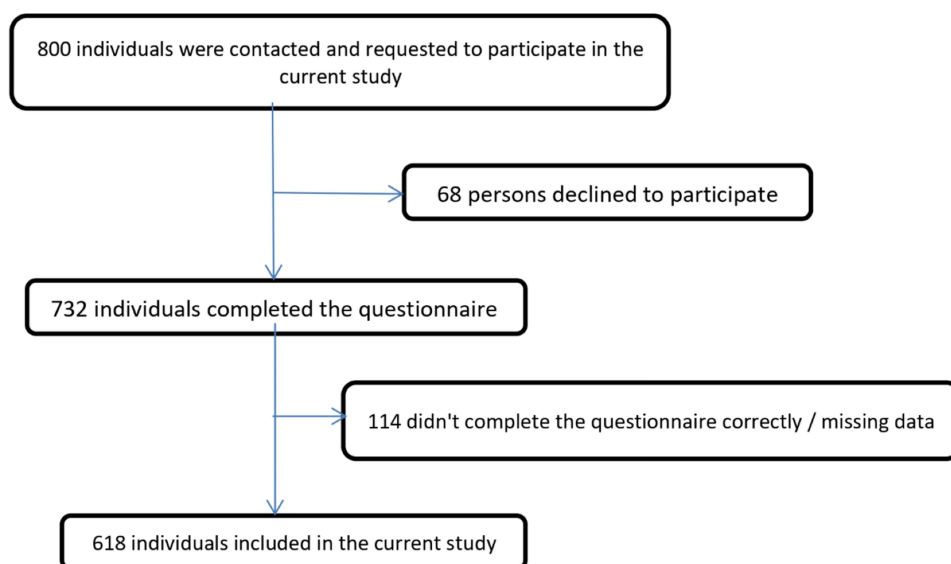 800 individuals were contacted and requested to participate in the
current study
68 persons declined to participate
732 individuals completed the questionnaire
114 didn't complete the questionnaire correctly / missing data
618 individuals included in the current study